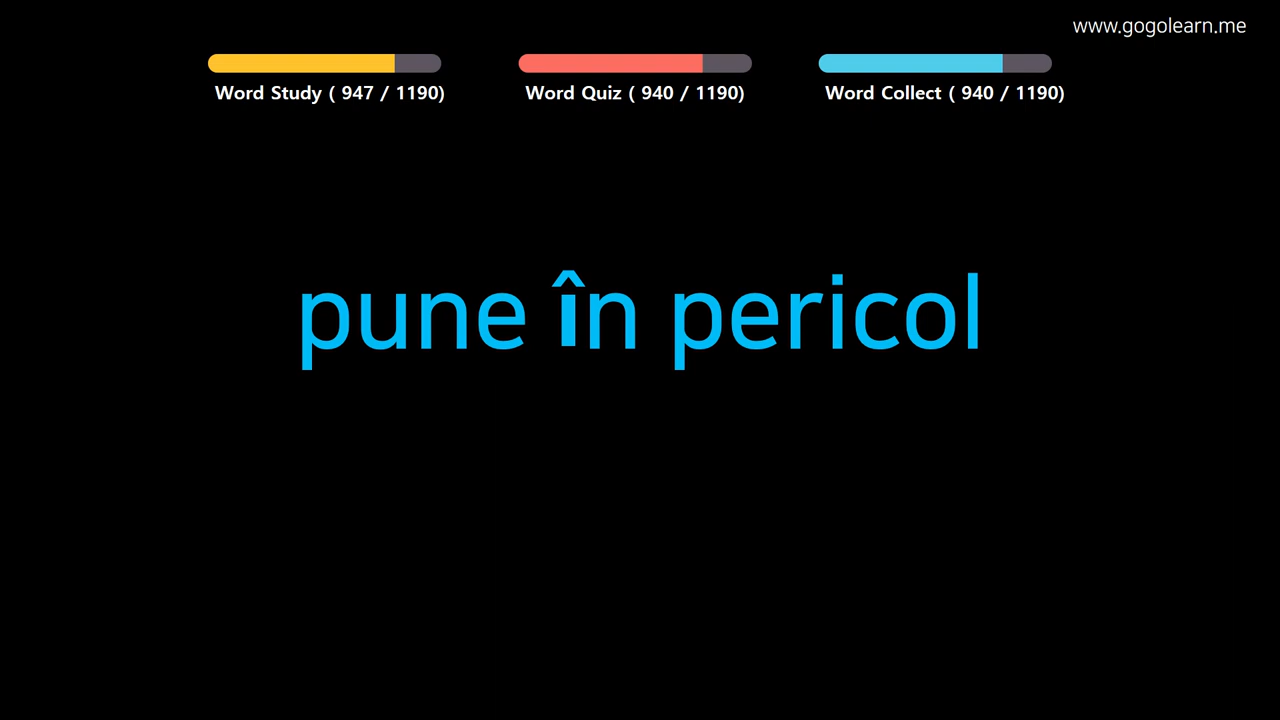 www.gogolearn.me
Word Study ( 947 / 1190)
Word Quiz ( 940 / 1190)
Word Collect ( 940 / 1190)
pune în pericol